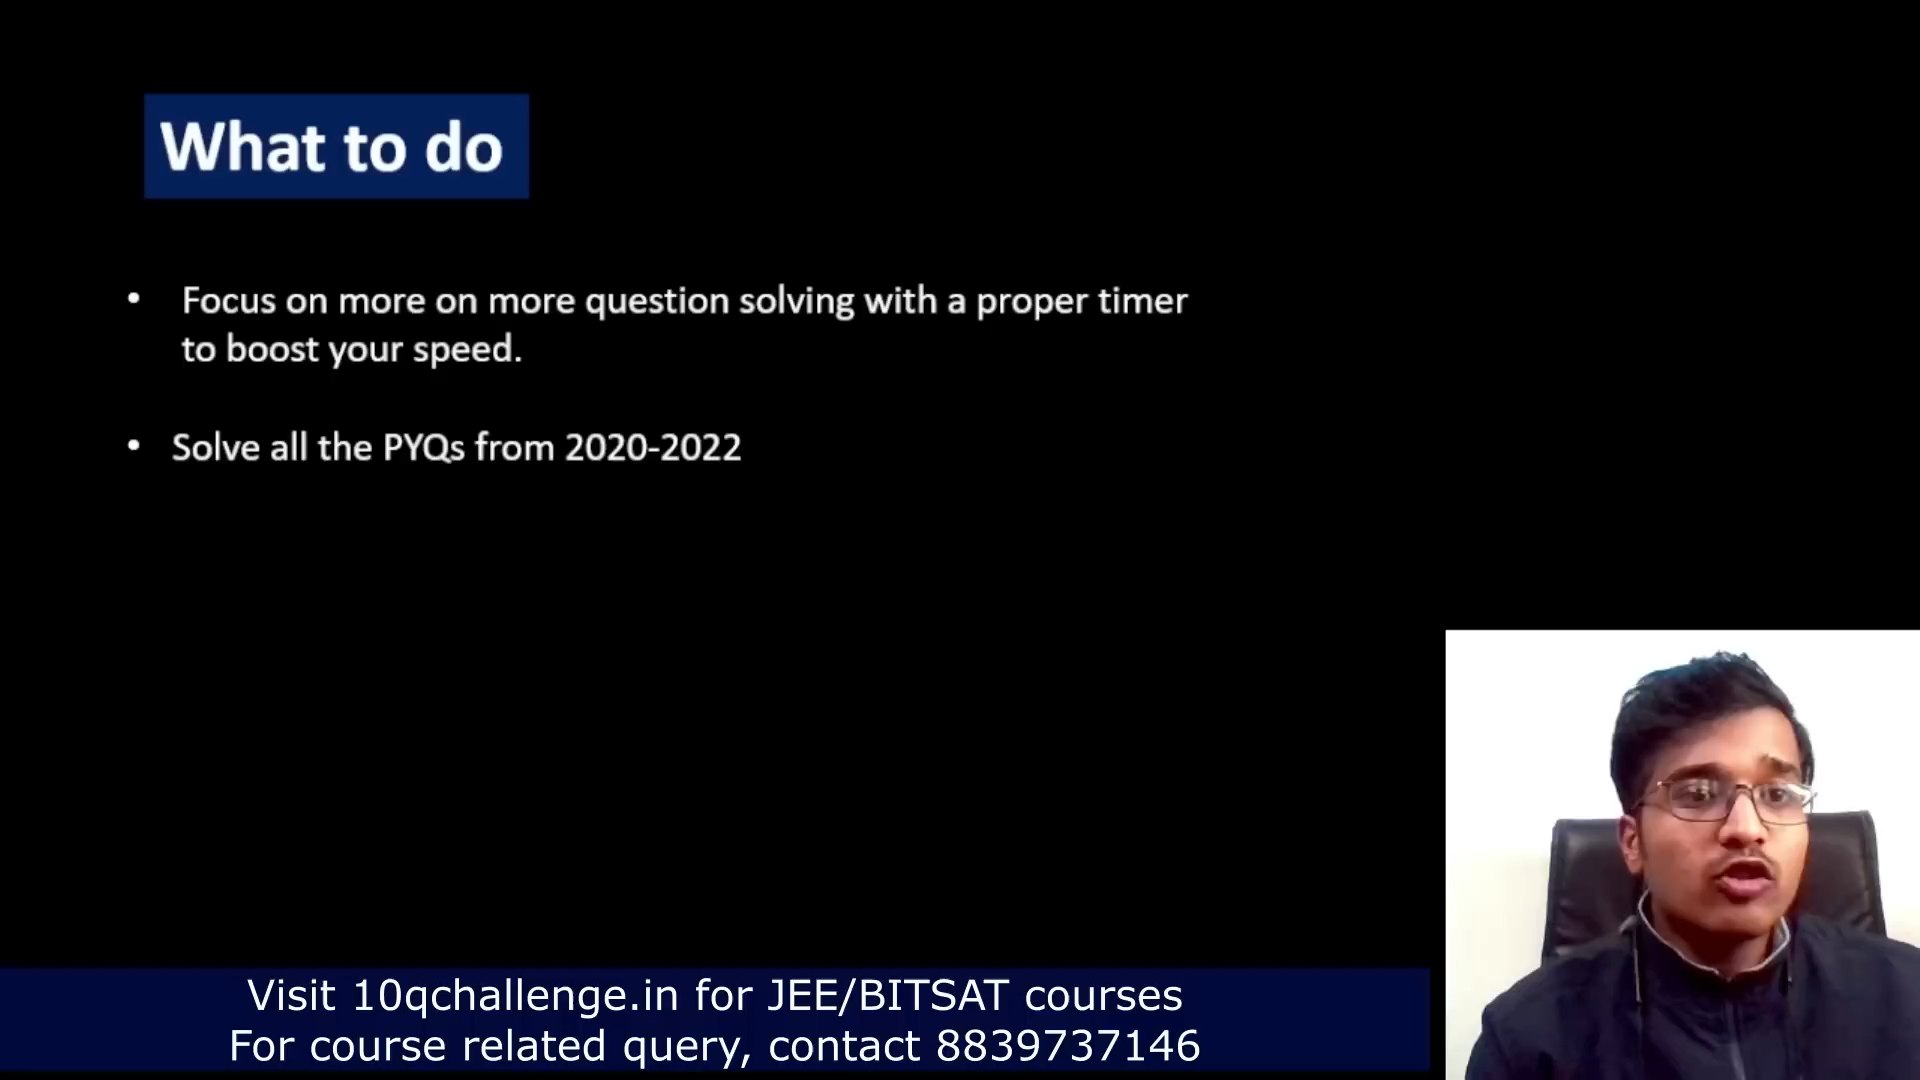 What to do
• Focus on more on more question solving with a proper timer
to boost your speed.
• Solve all the PYQs from 2020-2022
Visit 10qchallenge.in for JEE/BITSAT courses
For course related query, contact 8839737146